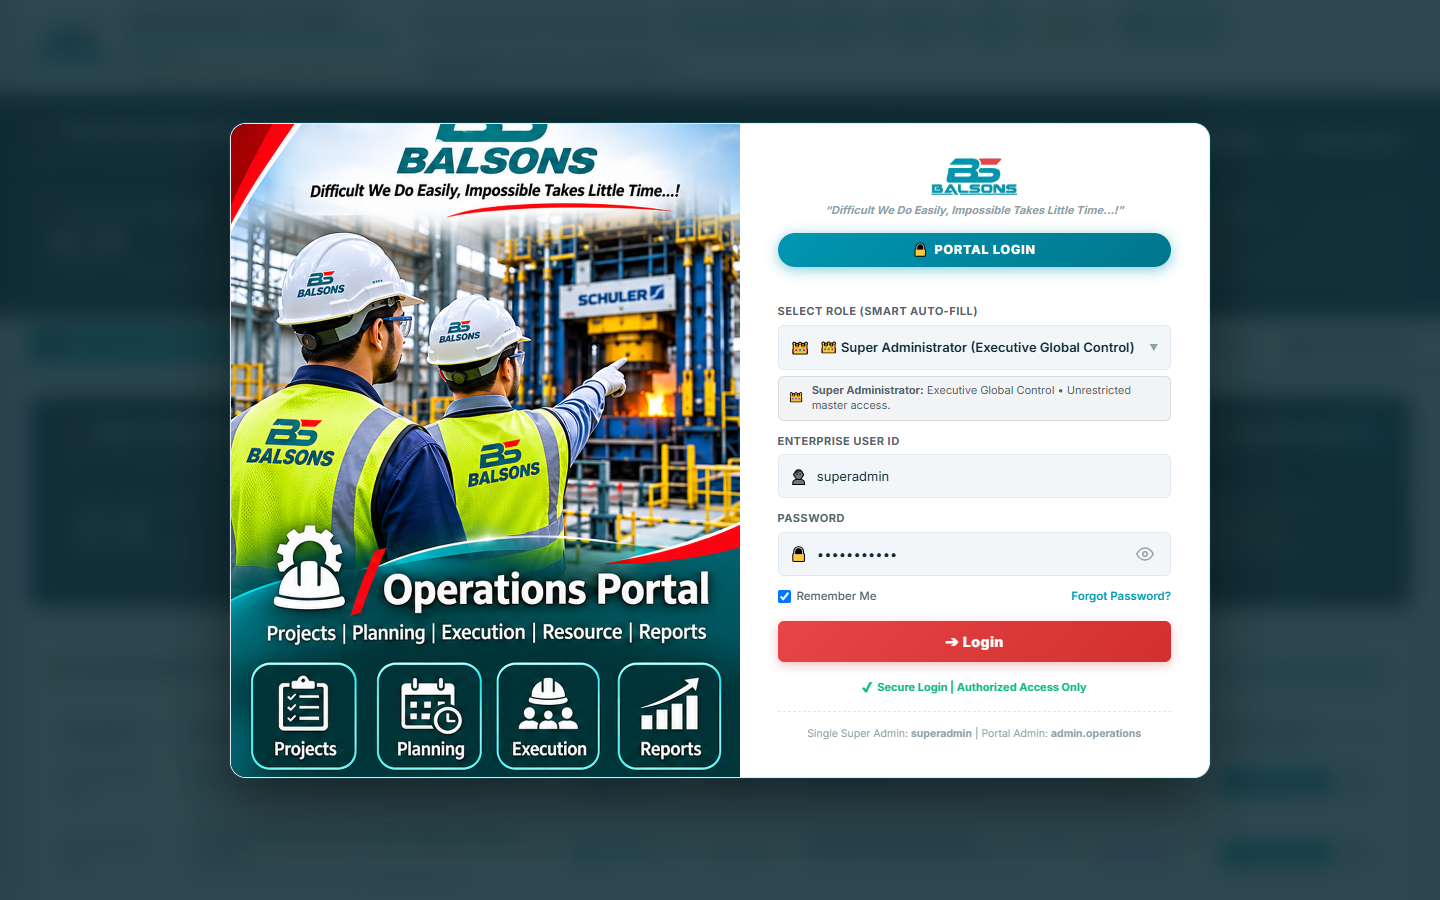 BALSONS
Difficult We Do Easily, Impossible Takes Little Time...!
BALSONS
BALSONS
SCHULER
BALSONS
BALSONS
Operations Portal
Projects | Planning | Execution | Resource | Reports
Projects
Planning
Execution
Reports
BS
BALSONS
“Difficult We Do Easily, Impossible Takes Little Time...!”
PORTAL LOGIN
SELECT ROLE (SMART AUTO-FILL)
Super Administrator (Executive Global Control)
Super Administrator: Executive Global Control • Unrestricted
master access.
ENTERPRISE USER ID
superadmin
PASSWORD
•••••••••••
Remember Me
Forgot Password?
➔ Login
✓ Secure Login | Authorized Access Only
Single Super Admin: superadmin | Portal Admin: admin.operations